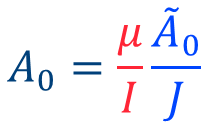 A₀ = μ/I Ã₀/J